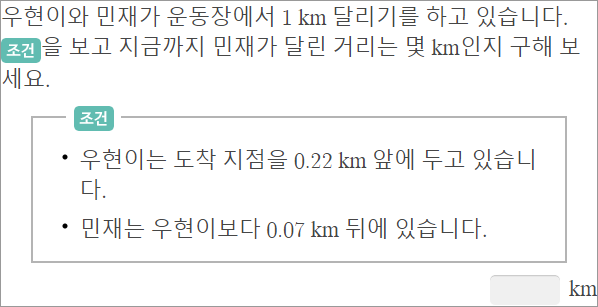 우현이와 민재가 운동장에서 1 km 달리기를 하고 있습니다.
조건을 보고 지금까지 민재가 달린 거리는 몇 km인지 구해 보
세요.
조건
• 우현이는 도착 지점을 0.22 km 앞에 두고 있습니
다.
• 민재는 우현이보다 0.07 km 뒤에 있습니다.
km